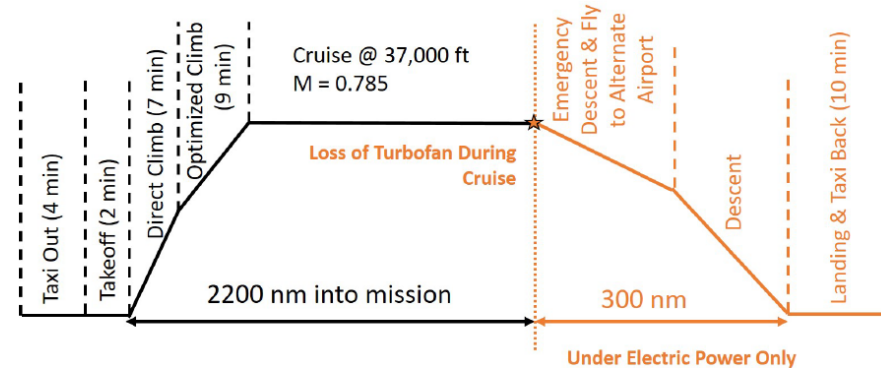 Taxi Out (4 min)
Takeoff (2 min)
Direct Climb (7 min)
Optimized Climb
(9 min)
Cruise @ 37,000 ft
M = 0.785
Loss of Turbofan During
Cruise
Emergency
Descent & Fly
to Alternate
Airport
Descent
Landing & Taxi Back (10 min)
2200 nm into mission
300 nm
Under Electric Power Only